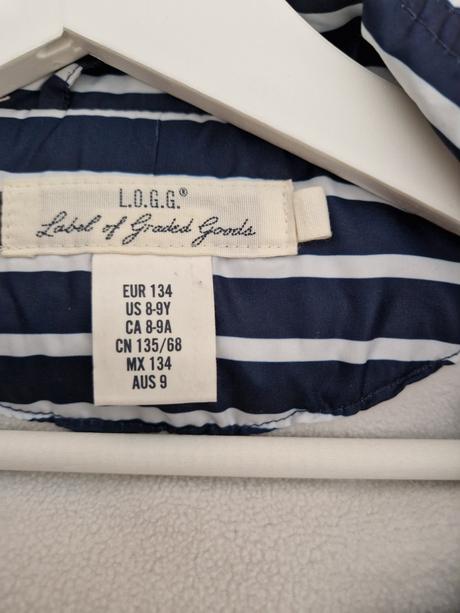 L.O.G.G.®
Label of Graded Goods
EUR 134
US 8-9Y
CA 8-9A
CN 135/68
MX 134
AUS 9